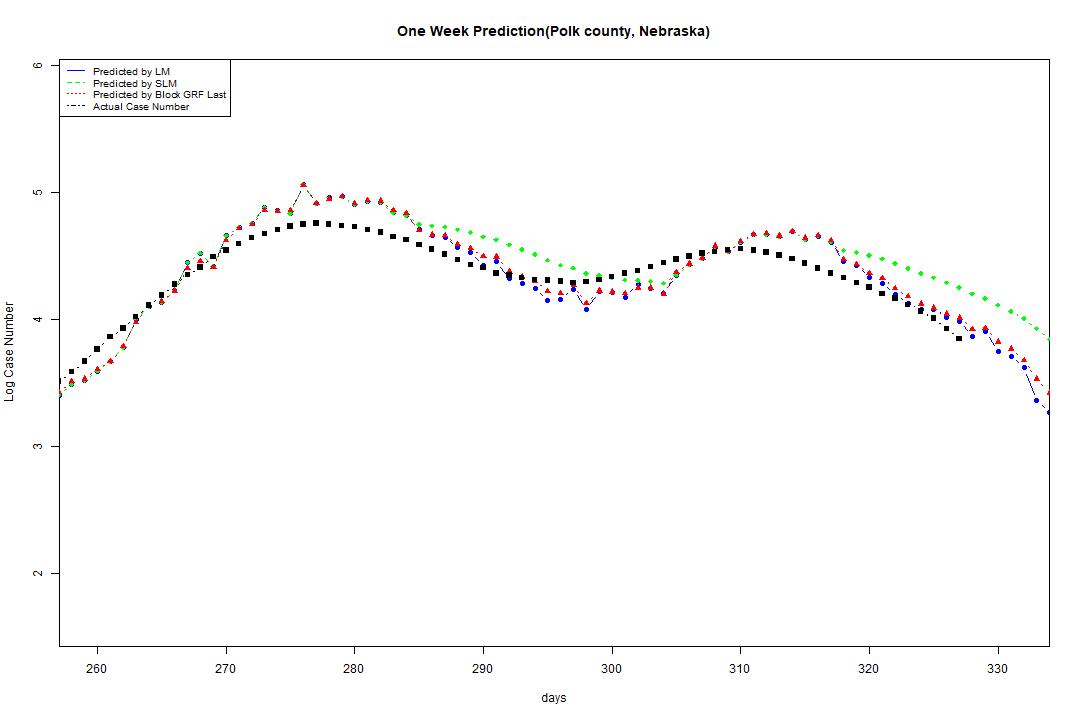 One Week Prediction(Polk county, Nebraska)
6
5
4
3
2
Log Case Number
Predicted by LM
Predicted by SLM
Predicted by Block GRF Last
Actual Case Number
260 270 280 290 300 310 320 330
days